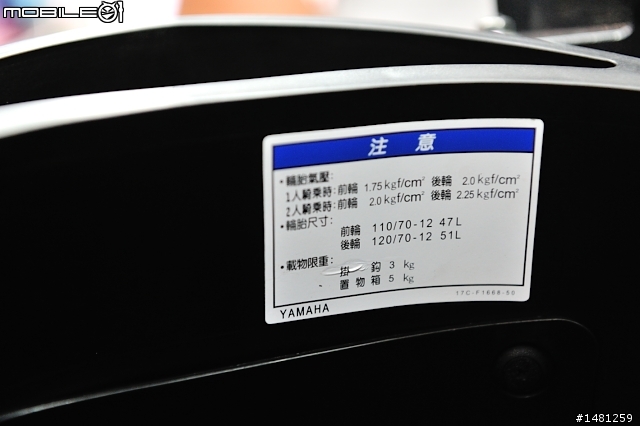 MOBILE01
注意
•輪胎氣壓:
1人騎乘時:前輪 1.75kgf/cm² 後輪 2.0kgf/cm²
2人騎乘時:前輪 2.0kgf/cm² 後輪 2.25kgf/cm²
•輪胎尺寸:
前輪 110/70-12 47L
後輪 120/70-12 51L
•載物限重:
掛 鈎 3 kg
置物箱 5 kg
17C-F1668-50
YAMAHA
#1481259